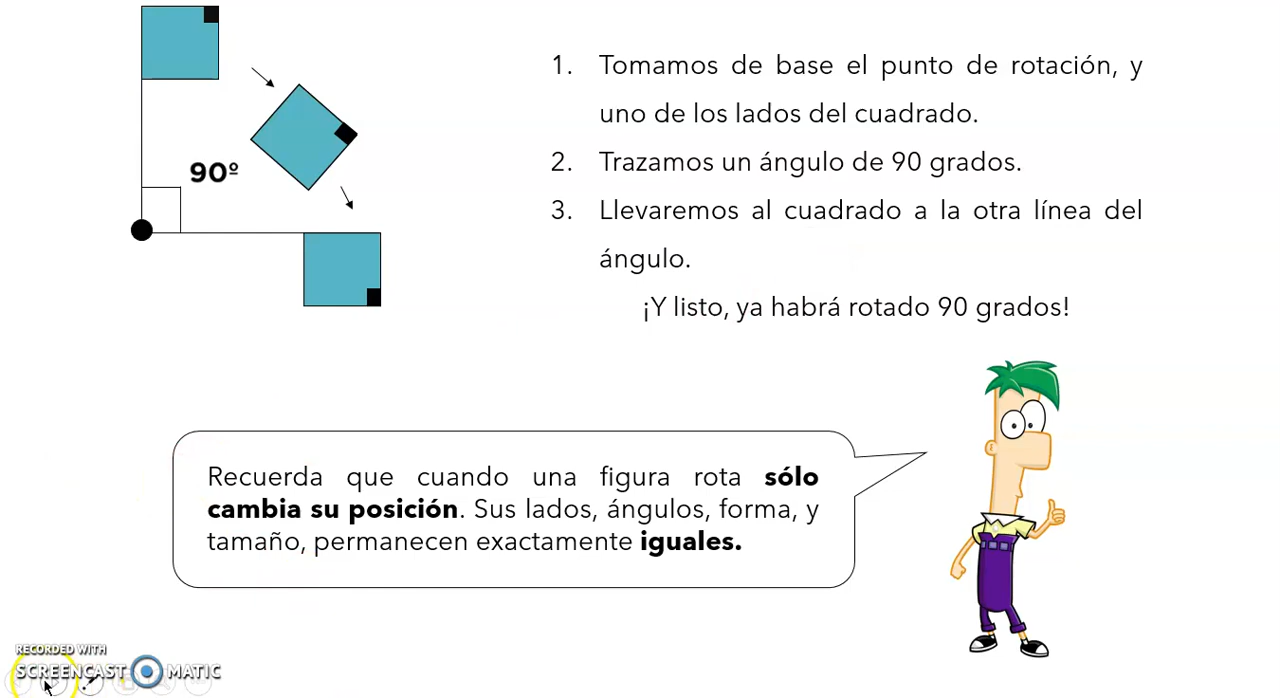 90º
1. Tomamos de base el punto de rotación, y
uno de los lados del cuadrado.
2. Trazamos un ángulo de 90 grados.
3. Llevaremos al cuadrado a la otra línea del
ángulo.
¡Y listo, ya habrá rotado 90 grados!
Recuerda que cuando una figura rota sólo
cambia su posición. Sus lados, ángulos, forma, y
tamaño, permanecen exactamente iguales.
RECORDED WITH
SCREENCAST MATIC